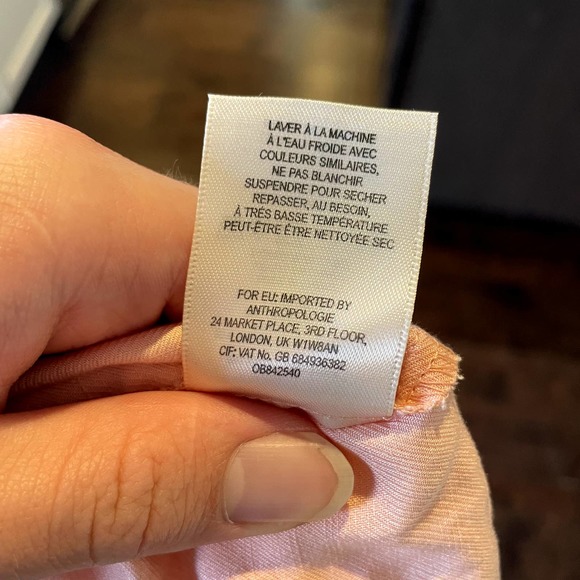 LAVER À LA MACHINE
À L'EAU FROIDE AVEC
COULEURS SIMILAIRES,
NE PAS BLANCHIR
SUSPENDRE POUR SECHER
REPASSER, AU BESOIN,
À TRÉS BASSE TEMPÉRATURE
PEUT-ÊTRE ÊTRE NETTOYÉE SEC
FOR EU: IMPORTED BY
ANTHROPOLOGIE
24 MARKET PLACE, 3RD FLOOR,
LONDON, UK W1W8AN
CIF: VAT No. GB 684936382
OB842540